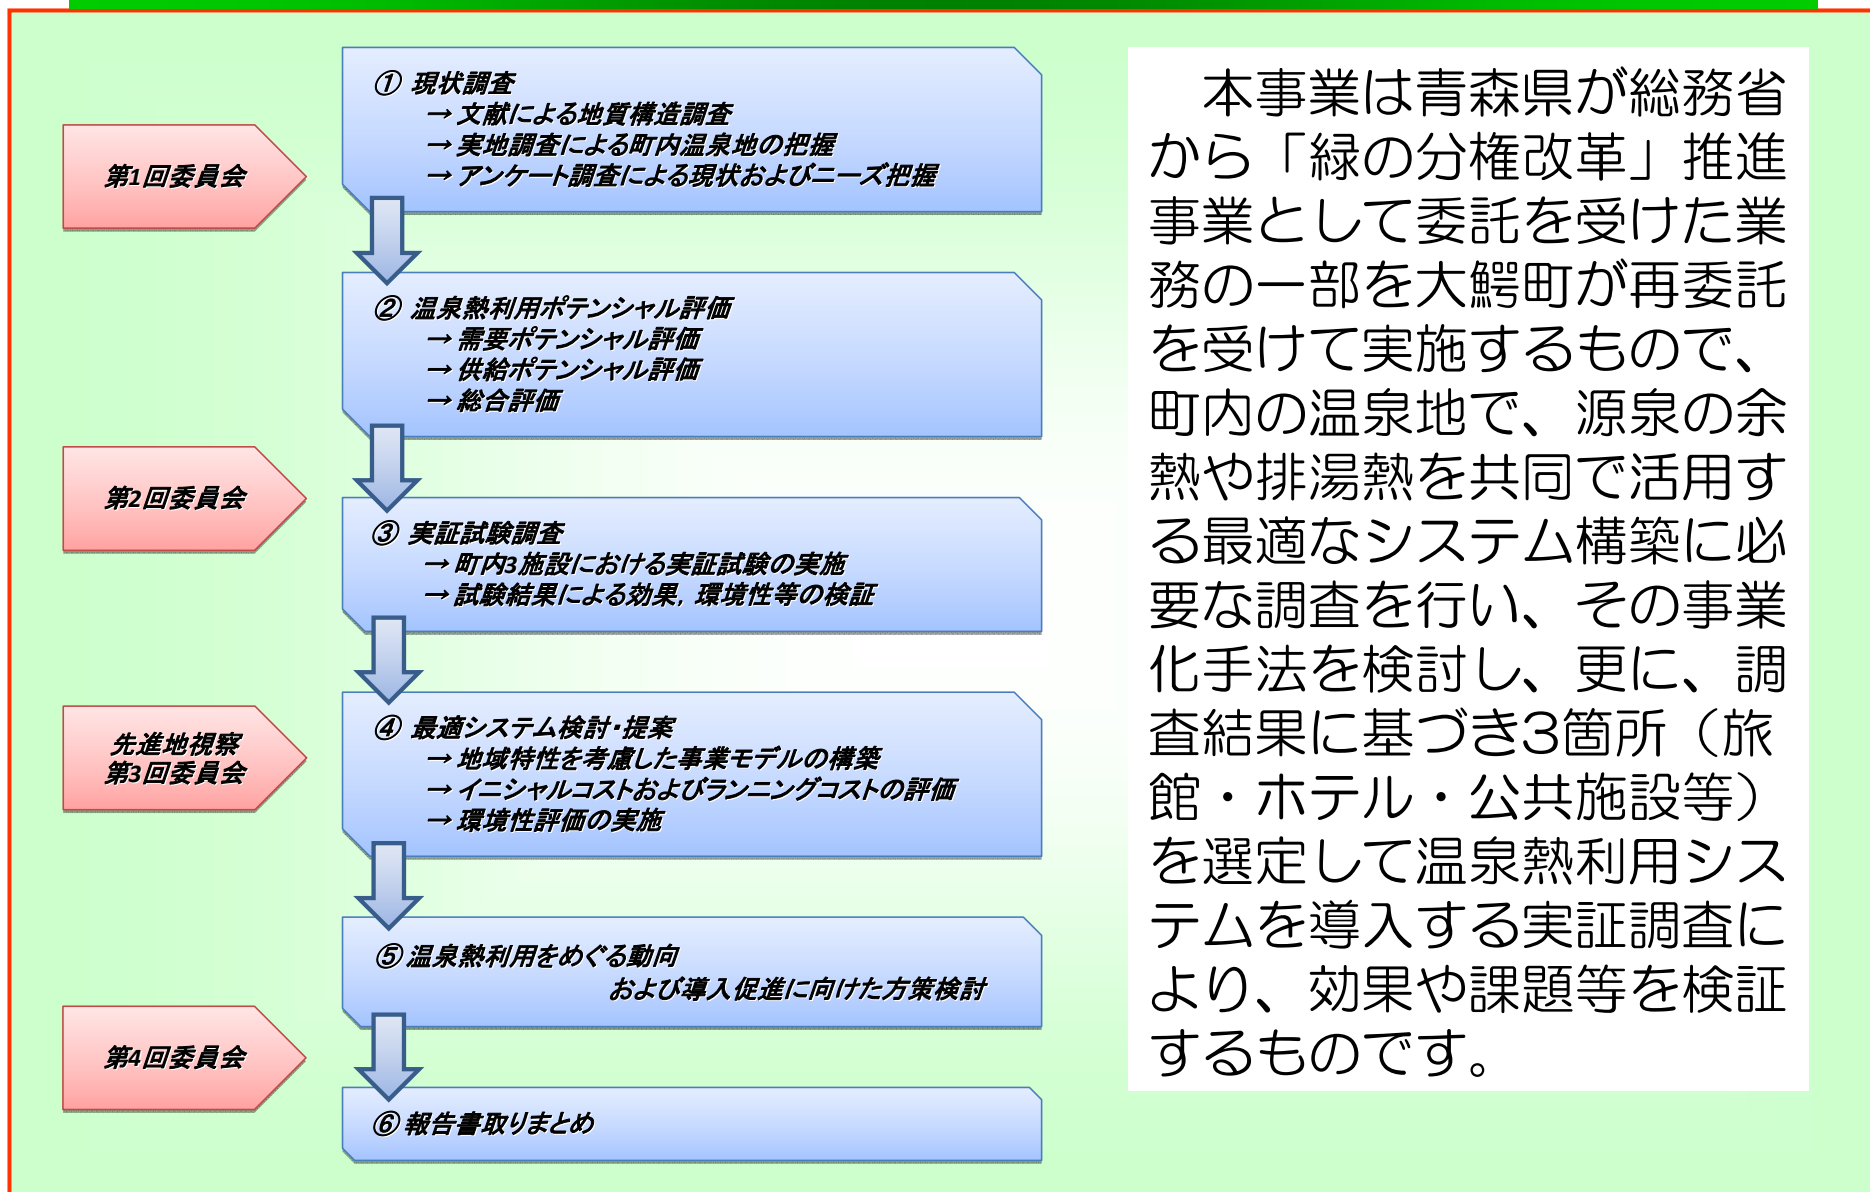 ① 現状調査
→ 文献による地質構造調査
→ 実地調査による町内温泉地の把握
→ アンケート調査による現状およびニーズ把握
第1回委員会
② 温泉熱利用ポテンシャル評価
→ 需要ポテンシャル評価
→ 供給ポテンシャル評価
→ 総合評価
第2回委員会
③ 実証試験調査
→ 町内3施設における実証試験の実施
→ 試験結果による効果，環境性等の検証
④ 最適システム検討・提案
→ 地域特性を考慮した事業モデルの構築
→ イニシャルコストおよびランニングコストの評価
→ 環境性評価の実施
先進地視察
第3回委員会
⑤ 温泉熱利用をめぐる動向
および導入促進に向けた方策検討
第4回委員会
⑥ 報告書取りまとめ
　本事業は青森県が総務省
から「緑の分権改革」推進
事業として委託を受けた業
務の一部を大鰐町が再委託
を受けて実施するもので、
町内の温泉地で、源泉の余
熱や排湯熱を共同で活用す
る最適なシステム構築に必
要な調査を行い、その事業
化手法を検討し、更に、調
査結果に基づき3箇所（旅
館・ホテル・公共施設等）
を選定して温泉熱利用シス
テムを導入する実証調査に
より、効果や課題等を検証
するものです。